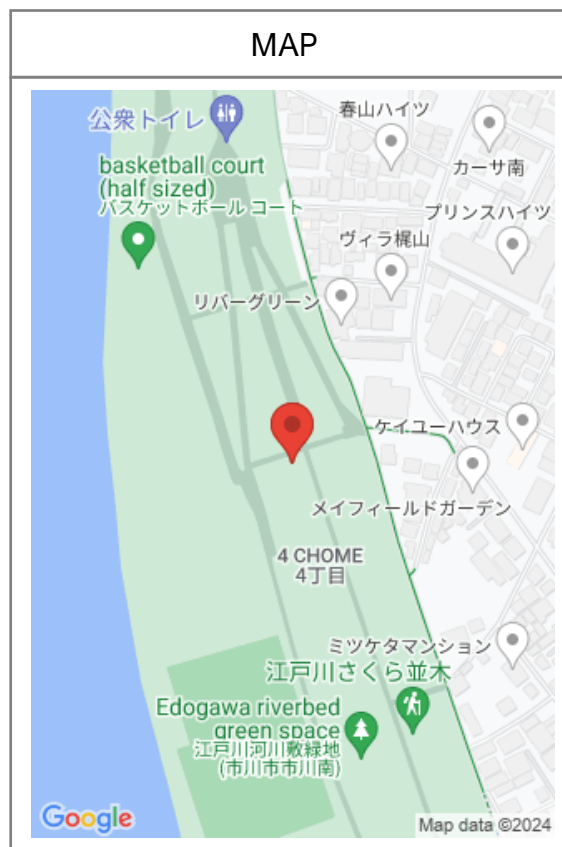 MAP
公衆トイレ
春山ハイツ
カーサ南
basketball court
(half sized)
バスケットボール コート
プリンスハイツ
ヴィラ梶山
リバーグリーン
ケイユーハウス
メイフィールドガーデン
4 CHOME
4丁目
ミツケタマンション
江戸川さくら並木
Edogawa riverbed
green space
江戸川河川敷緑地
(市川市市川南)
Google
Map data ©2024